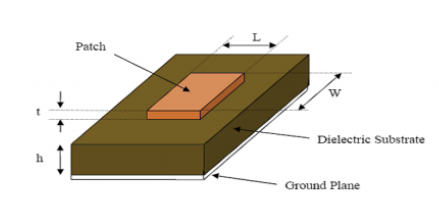 L
Patch
W
t
Dielectric Substrate
h
Ground Plane